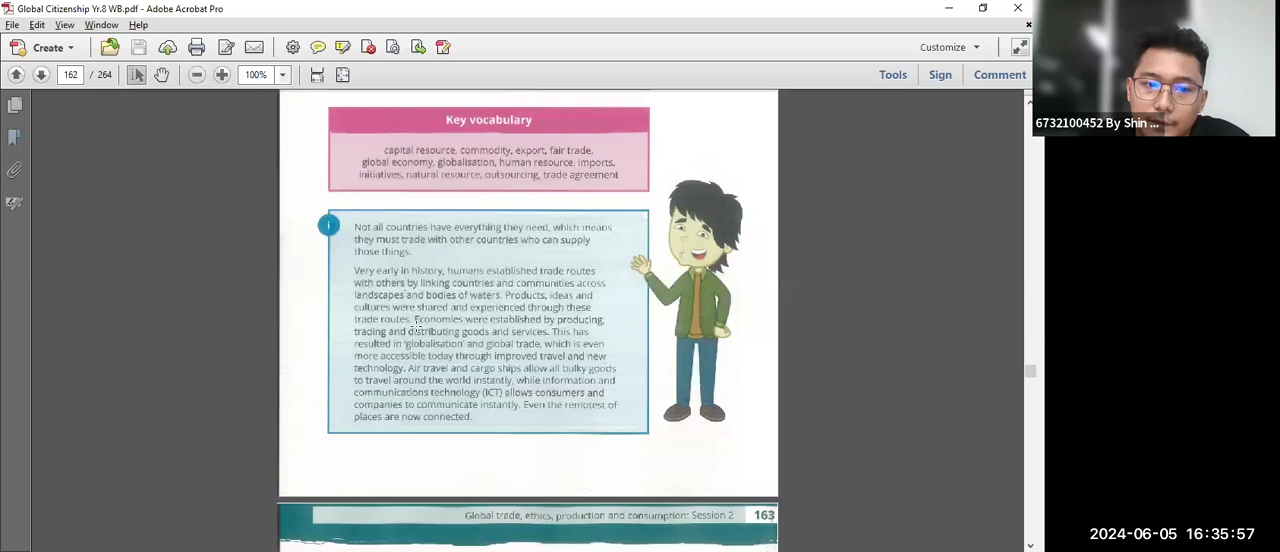 Global Citizenship Yr.8 WB.pdf - Adobe Acrobat Pro
File Edit View Window Help
Create
Customize
162 / 264
100%
Tools Sign Comment
6732100452 By Shin ...
Key vocabulary
capital resource, commodity, export, fair trade,
global economy, globalisation, human resource, imports,
initiatives, natural resource, outsourcing, trade agreement
i
Not all countries have everything they need, which means
they must trade with other countries who can supply
those things.
Very early in history, humans established trade routes
with others by linking countries and communities across
landscapes and bodies of waters. Products, ideas and
cultures were shared and experienced through these
trade routes. Economies were established by producing,
trading and distributing goods and services. This has
resulted in 'globalisation' and global trade, which is even
more accessible today through improved travel and new
technology. Air travel and cargo ships allow all bulky goods
to travel around the world instantly, while information and
communications technology (ICT) allows consumers and
companies to communicate instantly. Even the remotest of
places are now connected.
Global trade, ethics, production and consumption: Session 2 163
2024-06-05 16:35:57